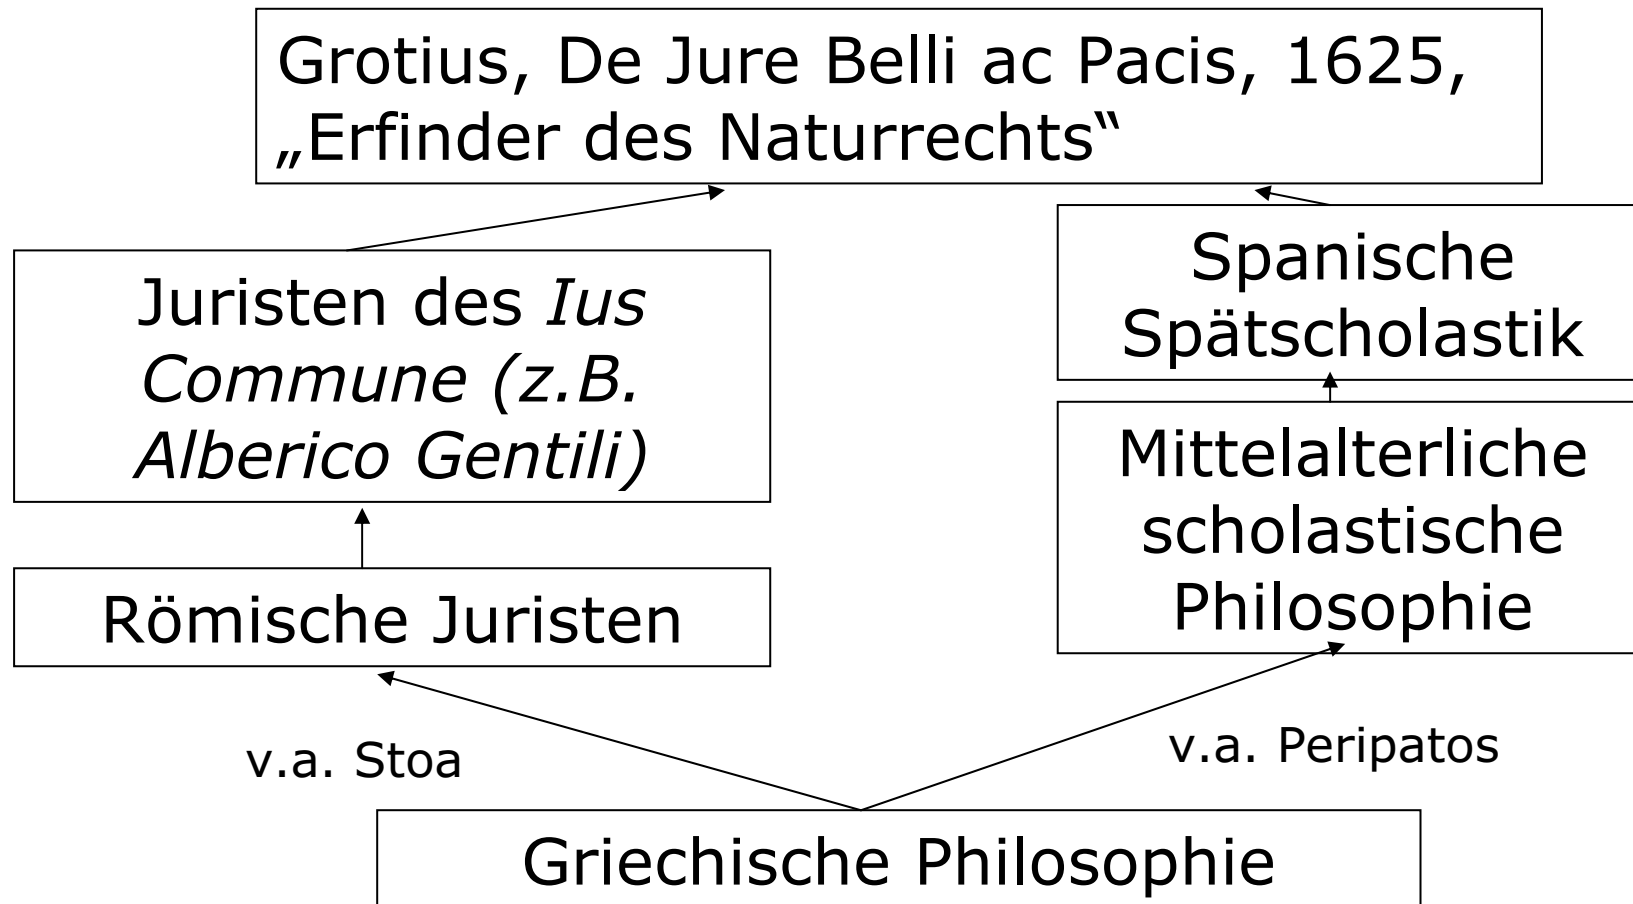 Grotius, De Jure Belli ac Pacis, 1625,
„Erfinder des Naturrechts“
Juristen des Ius
Commune (z.B.
Alberico Gentili)
Spanische
Spätscholastik
Mittelalterliche
scholastische
Philosophie
Römische Juristen
v.a. Stoa
v.a. Peripatos
Griechische Philosophie